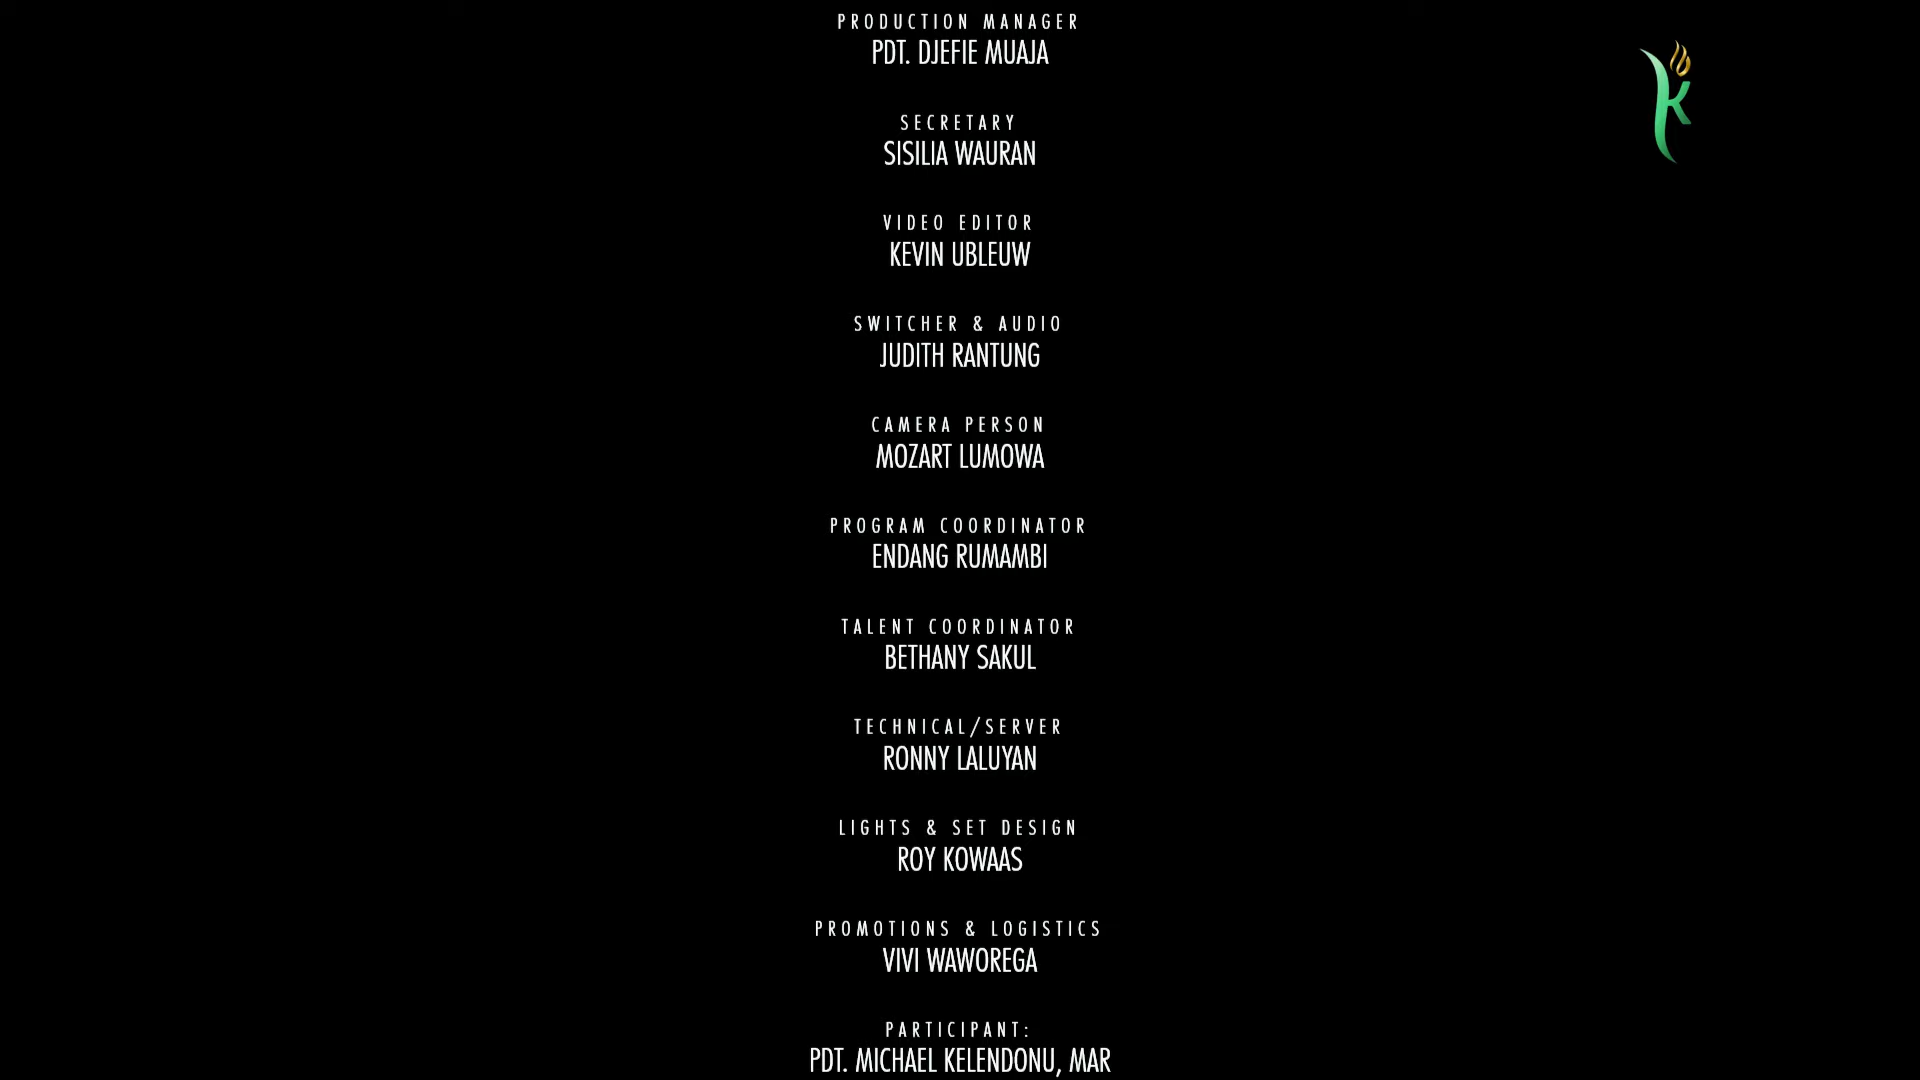 PRODUCTION MANAGER
PDT. DJEFIE MUAJA
SECRETARY
SISILIA WAURAN
VIDEO EDITOR
KEVIN UBLEUW
SWITCHER & AUDIO
JUDITH RANTUNG
CAMERA PERSON
MOZART LUMOWA
PROGRAM COORDINATOR
ENDANG RUMAMBI
TALENT COORDINATOR
BETHANY SAKUL
TECHNICAL/SERVER
RONNY LALUYAN
LIGHTS & SET DESIGN
ROY KOWAAS
PROMOTIONS & LOGISTICS
VIVI WAWOREGA
PARTICIPANT:
PDT. MICHAEL KELENDONU, MAR